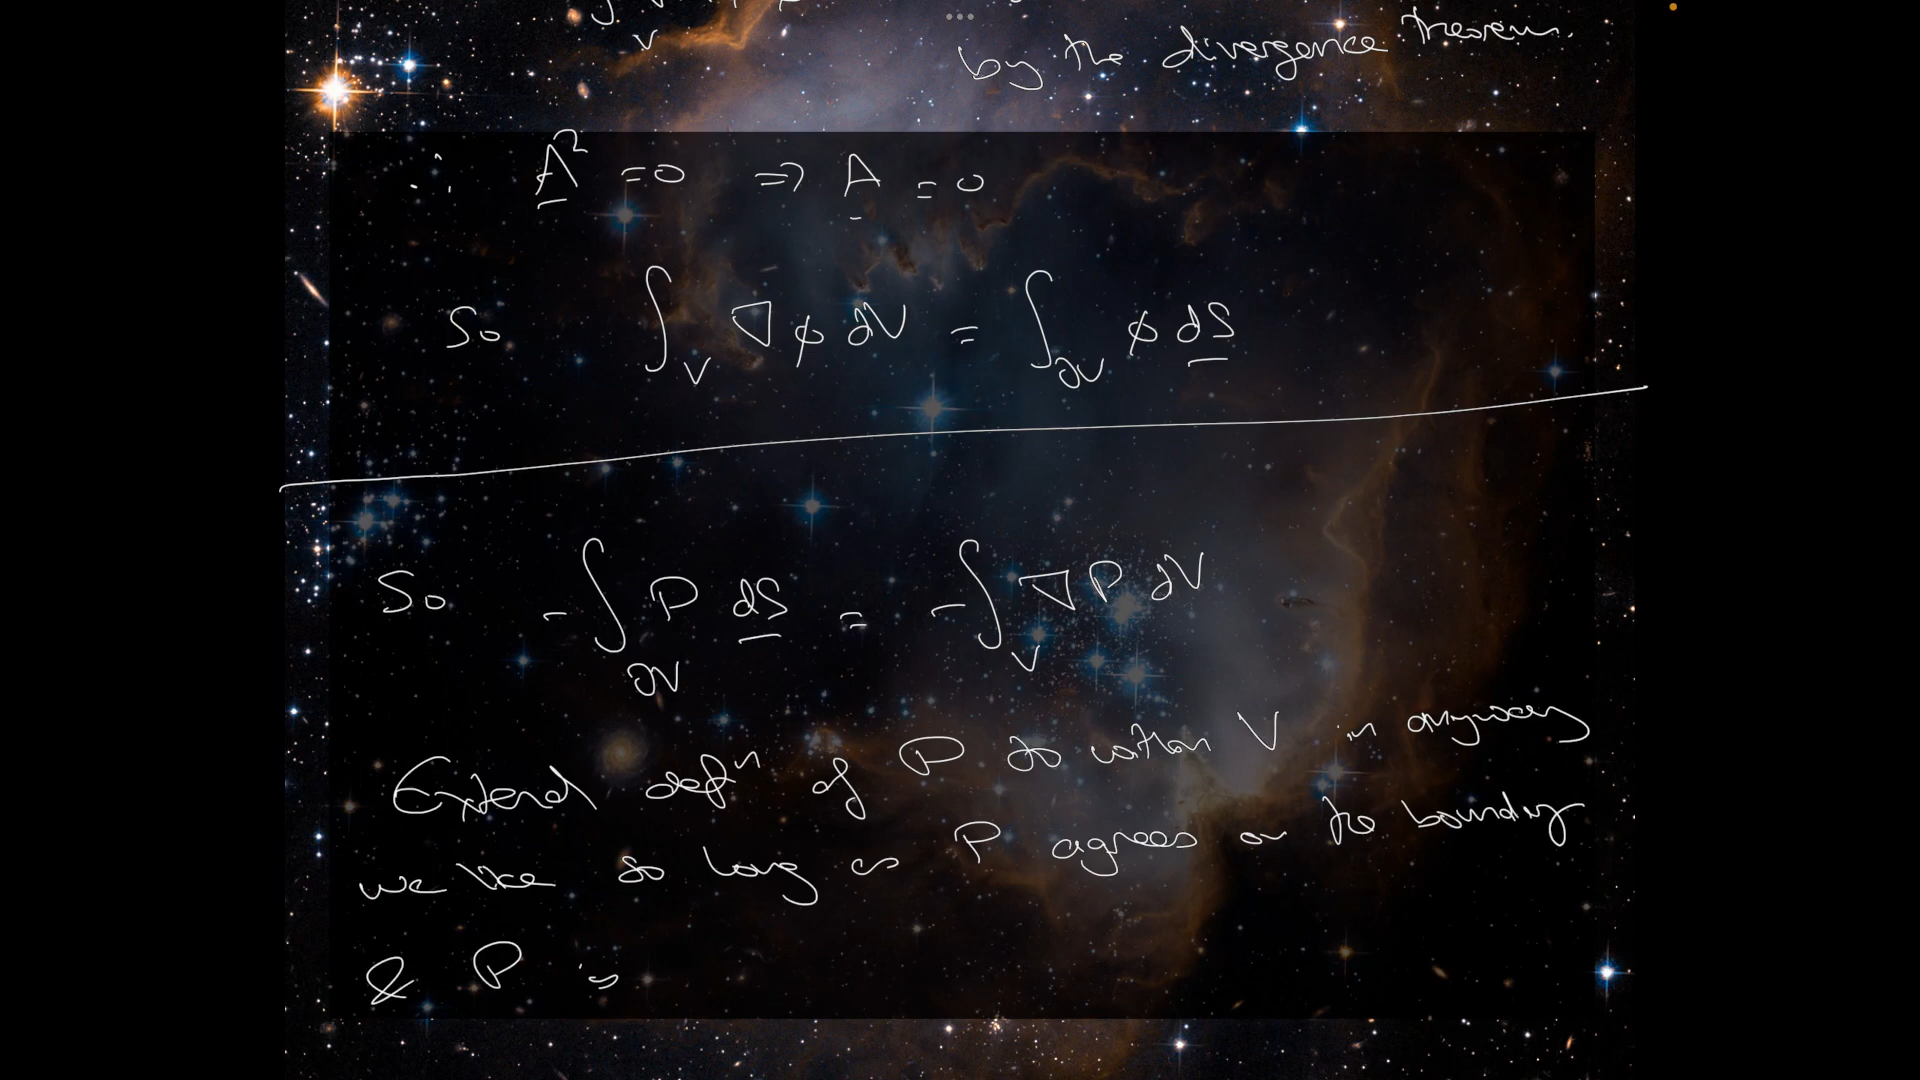 V
by the divergence theorem.
∴ A² = 0 ⇒ A = 0
So ∫_V ∇φ dV = ∫_∂V φ dS
So -∫_∂V P dS = -∫_V ∇P dV
Extend defⁿ of P to within V in anyway
we like so long as P agrees on the boundary
& P is